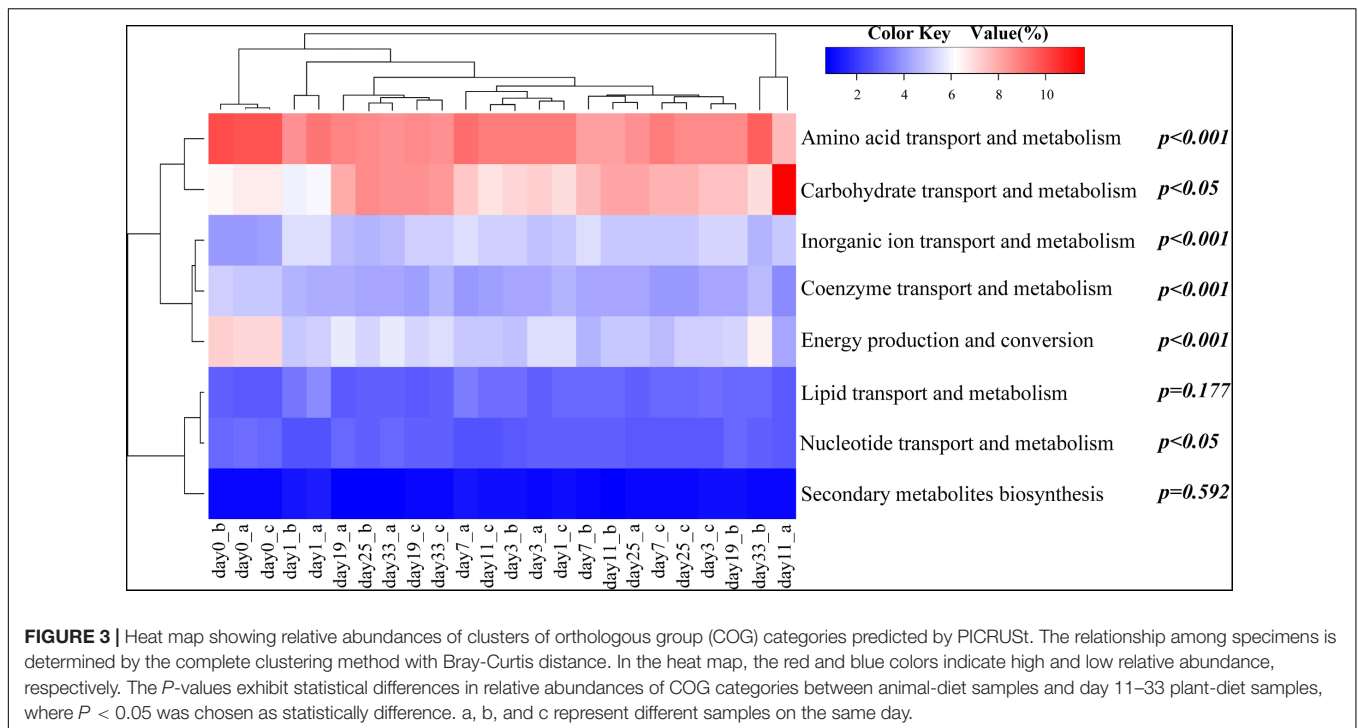 Color Key Value(%)
2 4 6 8 10
Amino acid transport and metabolism p<0.001
Carbohydrate transport and metabolism p<0.05
Inorganic ion transport and metabolism p<0.001
Coenzyme transport and metabolism p<0.001
Energy production and conversion p<0.001
Lipid transport and metabolism p=0.177
Nucleotide transport and metabolism p<0.05
Secondary metabolites biosynthesis p=0.592
day0_b
day0_a
day0_c
day1_b
day1_a
day19_a
day25_b
day33_a
day19_c
day33_c
day7_a
day11_c
day3_b
day3_a
day1_c
day7_b
day11_b
day25_a
day7_c
day25_c
day3_c
day19_b
day33_b
day11_a
FIGURE 3 | Heat map showing relative abundances of clusters of orthologous group (COG) categories predicted by PICRUSt. The relationship among specimens is
determined by the complete clustering method with Bray-Curtis distance. In the heat map, the red and blue colors indicate high and low relative abundance,
respectively. The P-values exhibit statistical differences in relative abundances of COG categories between animal-diet samples and day 11–33 plant-diet samples,
where P < 0.05 was chosen as statistically difference. a, b, and c represent different samples on the same day.